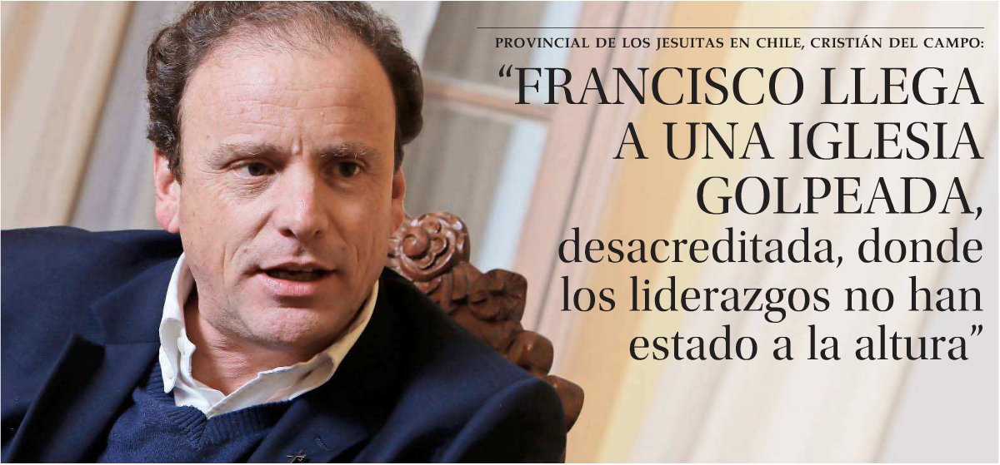 PROVINCIAL DE LOS JESUITAS EN CHILE, CRISTIÁN DEL CAMPO:
“FRANCISCO LLEGA
A UNA IGLESIA
GOLPEADA,
desacreditada, donde
los liderazgos no han
estado a la altura”